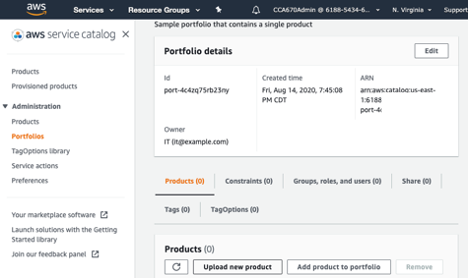 aws Services Resource Groups CCA670Admin @ 6188-5434-6... N. Virginia Support
Sample portfolio that contains a single product
aws service catalog
Products
Provisioned products
Administration
Products
Portfolios
TagOptions library
Service actions
Preferences
Your marketplace software
Launch solutions with the Getting
Started library
Join our feedback panel
Portfolio details
Edit
Id
port-4c4zq75rb23ny
Created time
Fri, Aug 14, 2020, 7:45:08
PM CDT
ARN
arn:aws:catalog:us-east-
1:6188
port-4
Owner
IT (it@example.com)
Products (0) Constraints (0) Groups, roles, and users (0) Share (0)
Tags (0) TagOptions (0)
Products (0)
Upload new product Add product to portfolio Remove